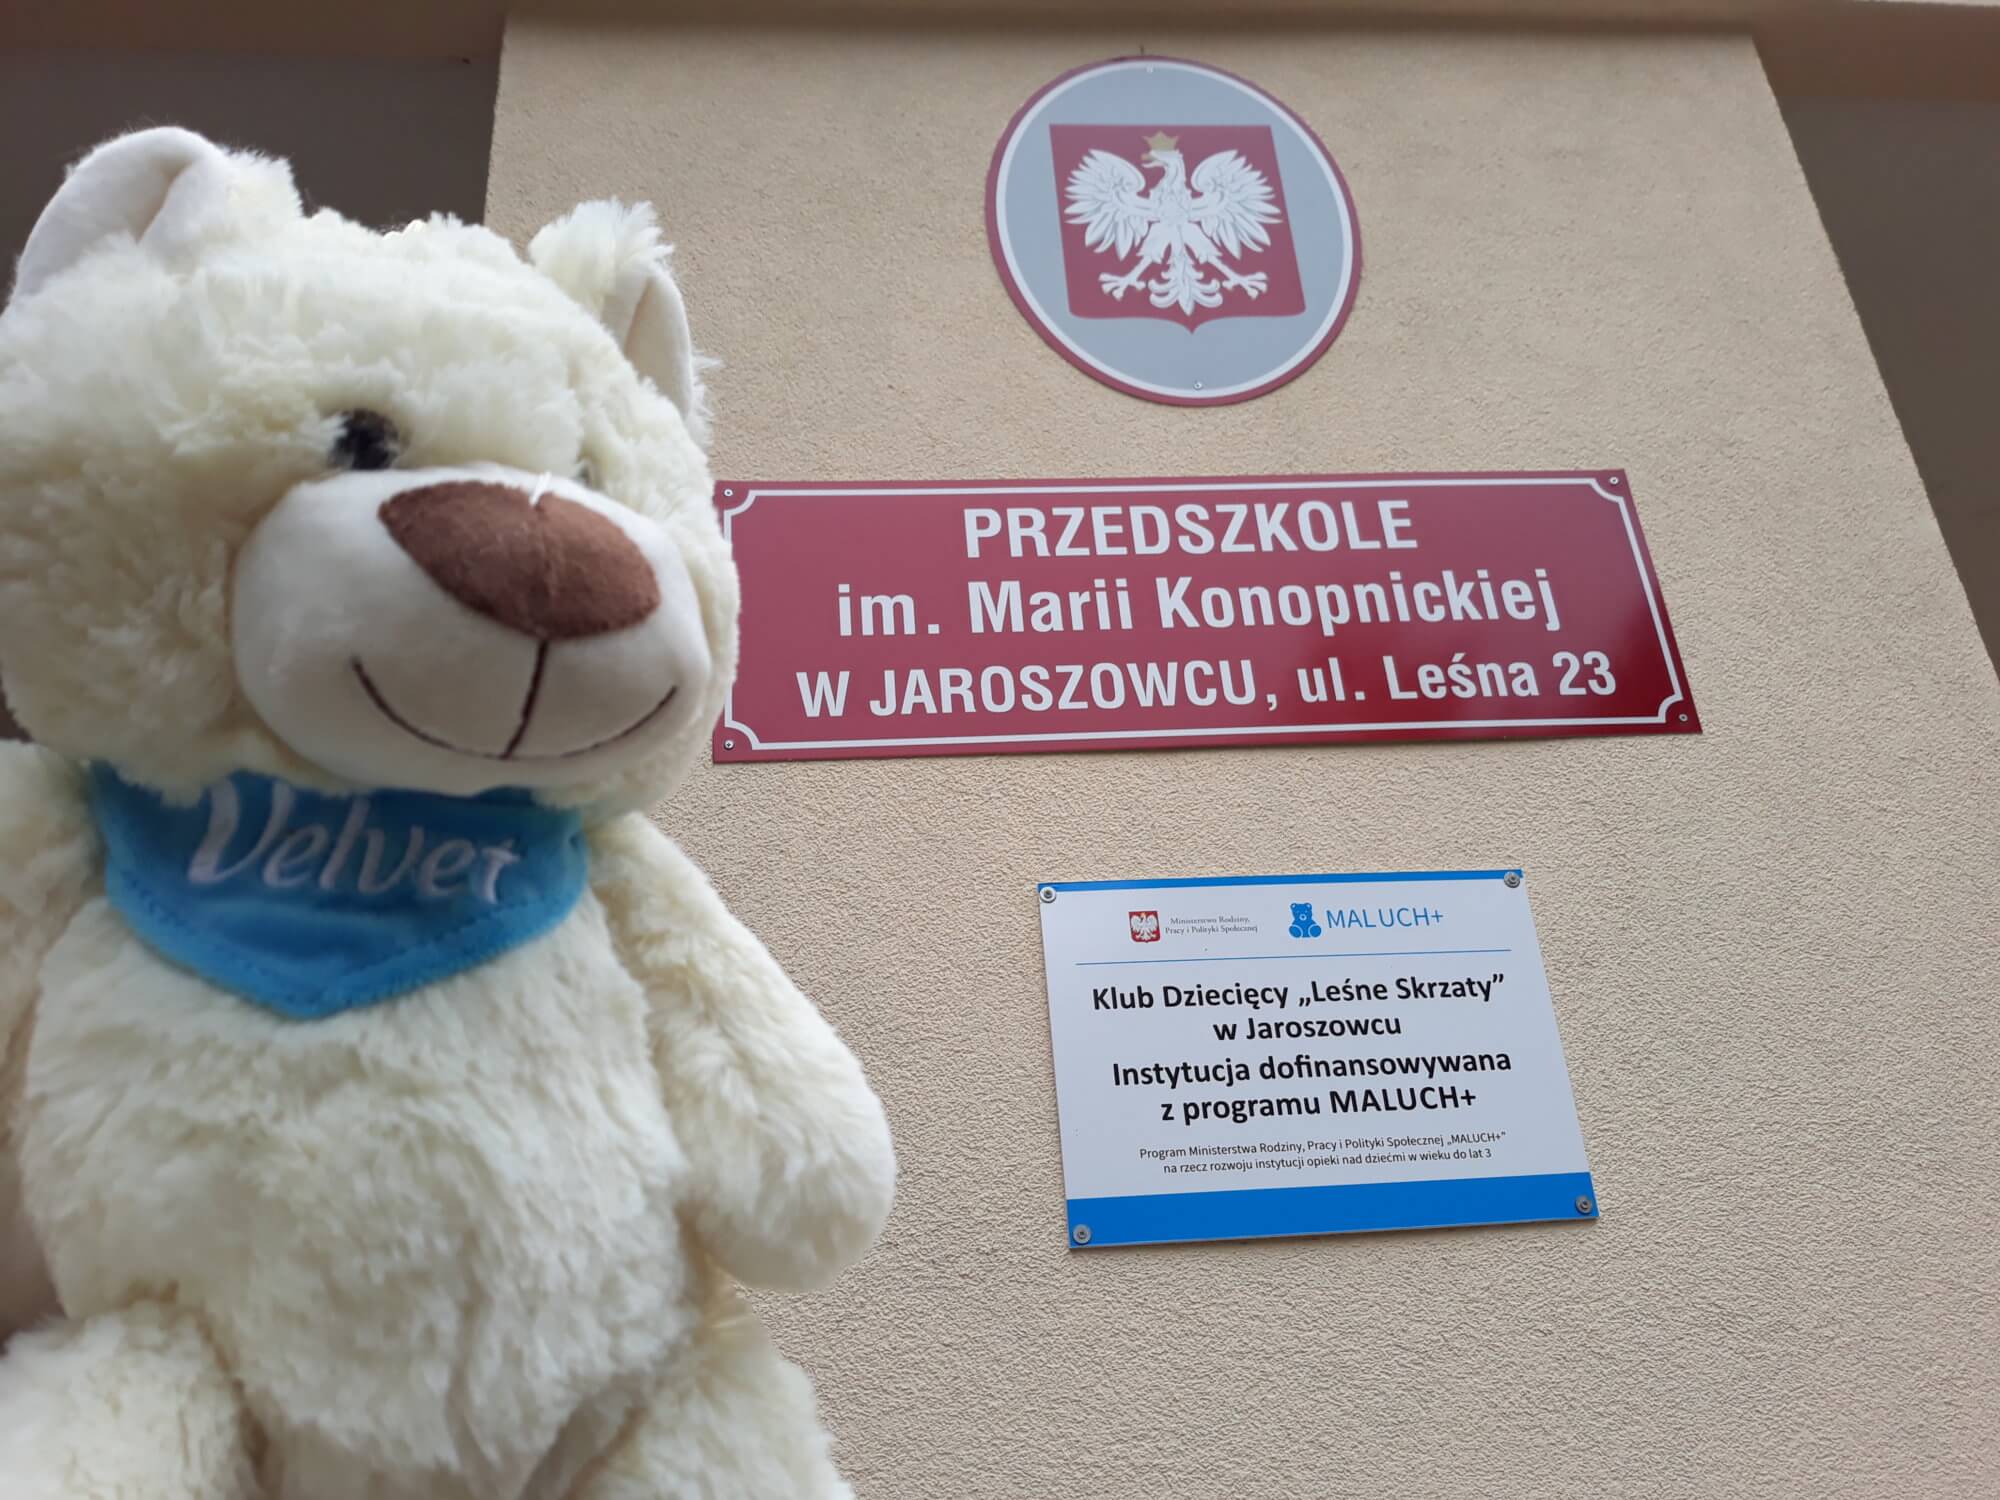 PRZEDSZKOLE
im. Marii Konopnickiej
W JAROSZOWCU, ul. Leśna 23
Velvet
Ministerstwo Rodziny,
Pracy i Polityki Społecznej
MALUCH+
Klub Dziecięcy „Leśne Skrzaty”
w Jaroszowcu
Instytucja dofinansowywana
z programu MALUCH+
Program Ministerstwa Rodziny, Pracy i Polityki Społecznej „MALUCH+”
na rzecz rozwoju instytucji opieki nad dziećmi w wieku do lat 3